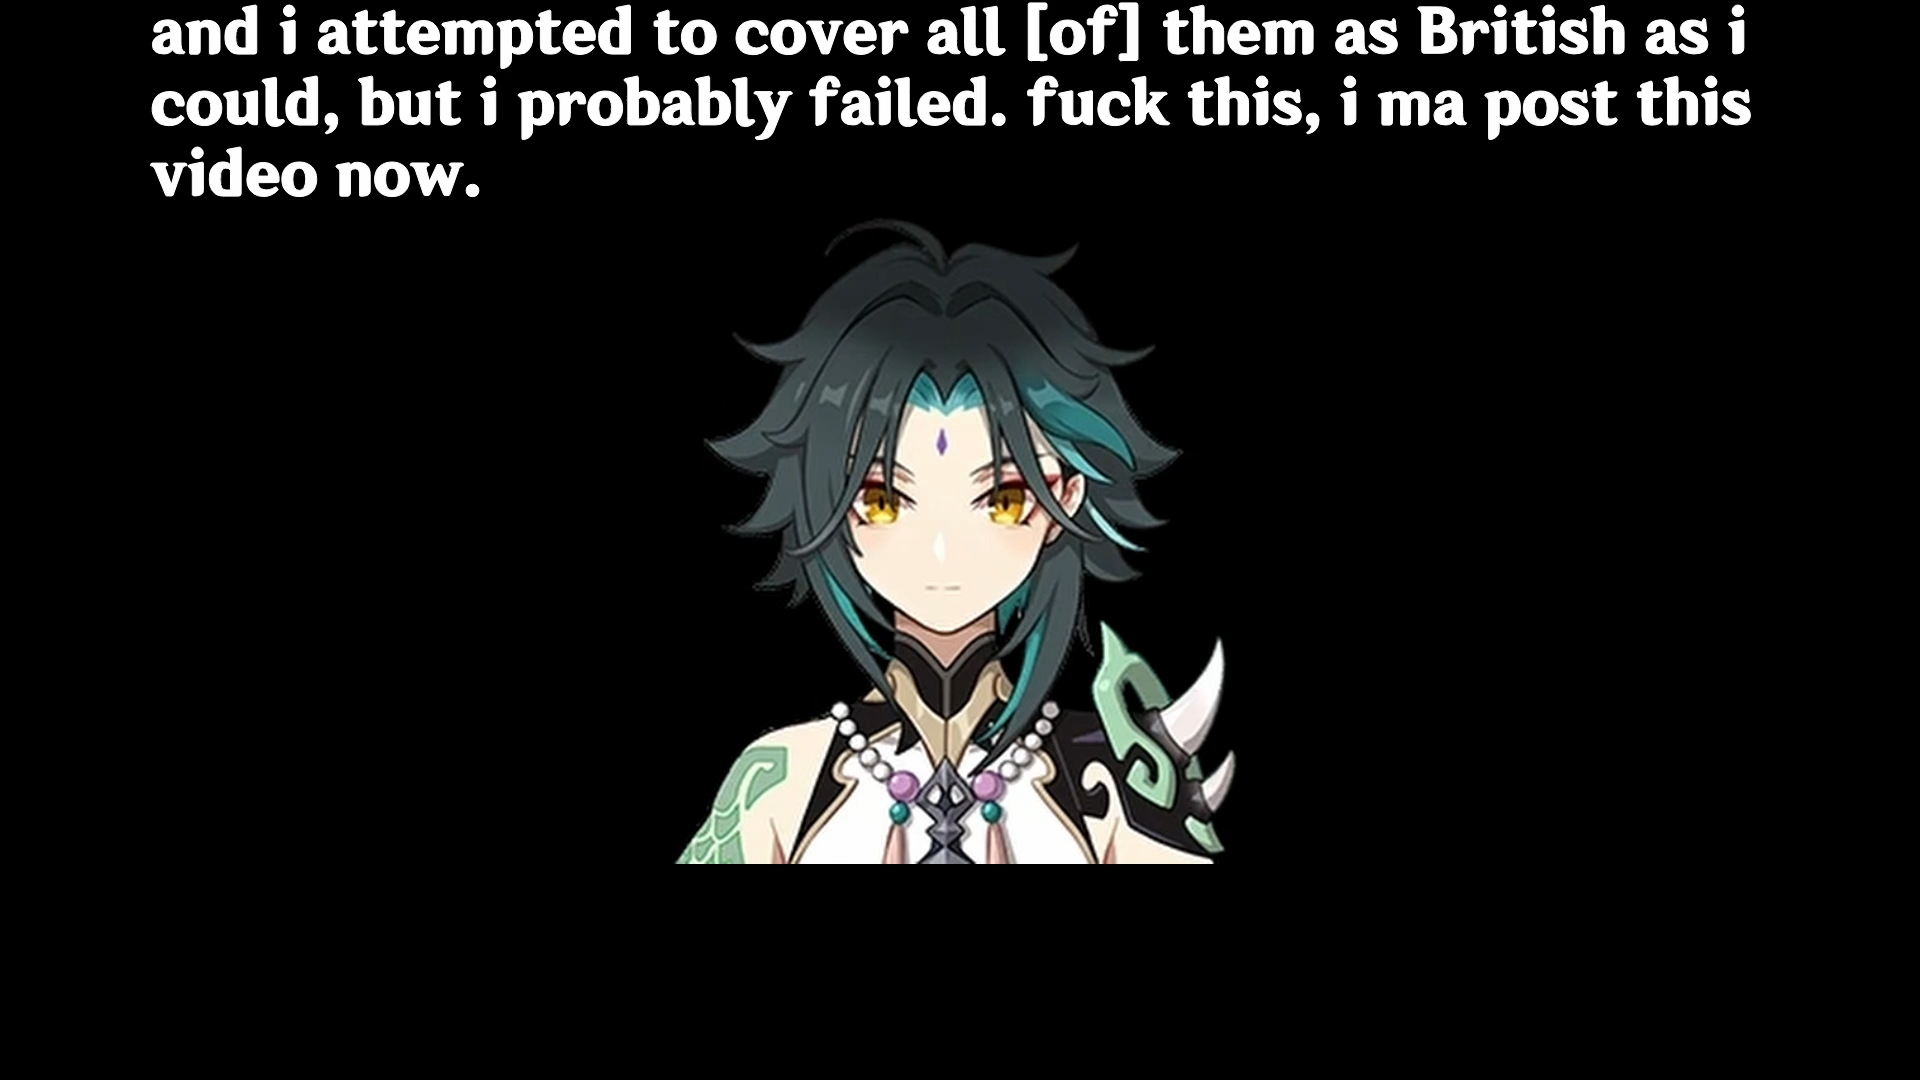 and i attempted to cover all [of] them as British as i
could, but i probably failed. fuck this, i ma post this
video now.